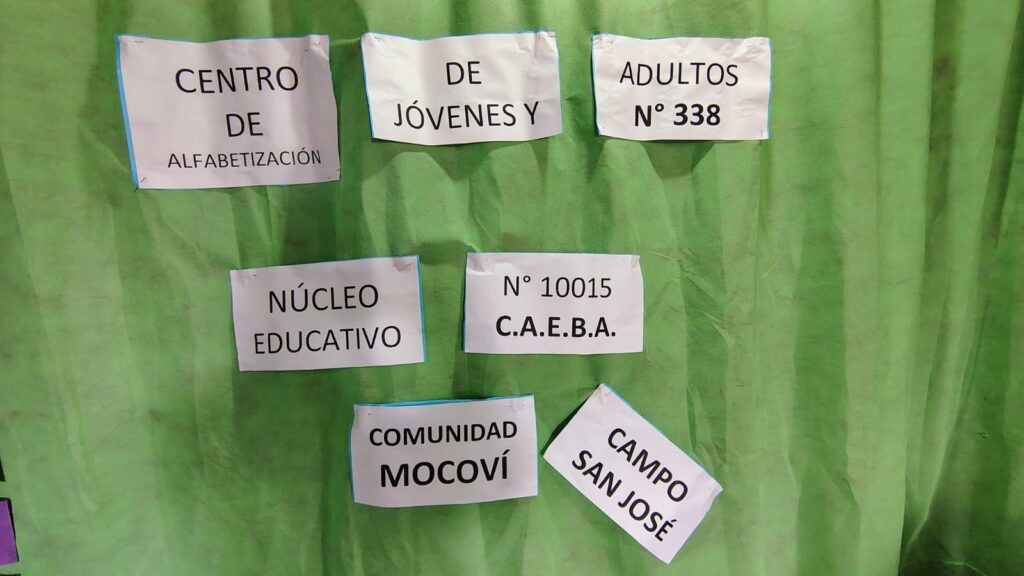 CENTRO
DE
ALFABETIZACIÓN
DE
JÓVENES Y
ADULTOS
N° 338
NÚCLEO
EDUCATIVO
N° 10015
C.A.E.B.A.
COMUNIDAD
MOCOVÍ
CAMPO
SAN JOSÉ